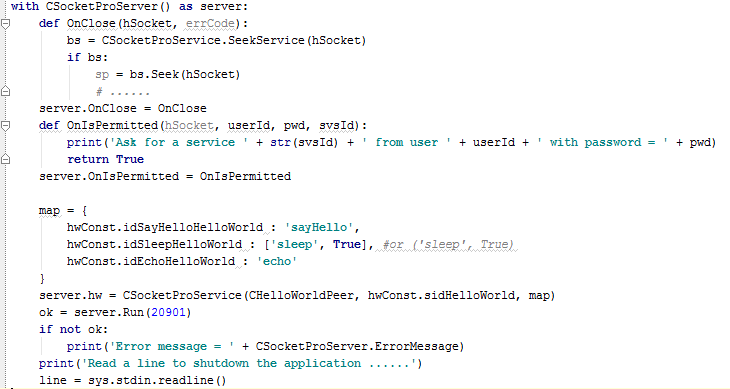 with CSocketProServer() as server:
    def OnClose(hSocket, errCode):
        bs = CSocketProService.SeekService(hSocket)
        if bs:
            sp = bs.Seek(hSocket)
            # ......
    server.OnClose = OnClose
    def OnIsPermitted(hSocket, userId, pwd, svsId):
        print('Ask for a service ' + str(svsId) + ' from user ' + userId + ' with password = ' + pwd)
        return True
    server.OnIsPermitted = OnIsPermitted

    map = {
        hwConst.idSayHelloHelloWorld : 'sayHello',
        hwConst.idSleepHelloWorld : ['sleep', True], #or ('sleep', True)
        hwConst.idEchoHelloWorld : 'echo'
    }
    server.hw = CSocketProService(CHelloWorldPeer, hwConst.sidHelloWorld, map)
    ok = server.Run(20901)
    if not ok:
        print('Error message = ' + CSocketProServer.ErrorMessage)
    print('Read a line to shutdown the application ......')
    line = sys.stdin.readline()